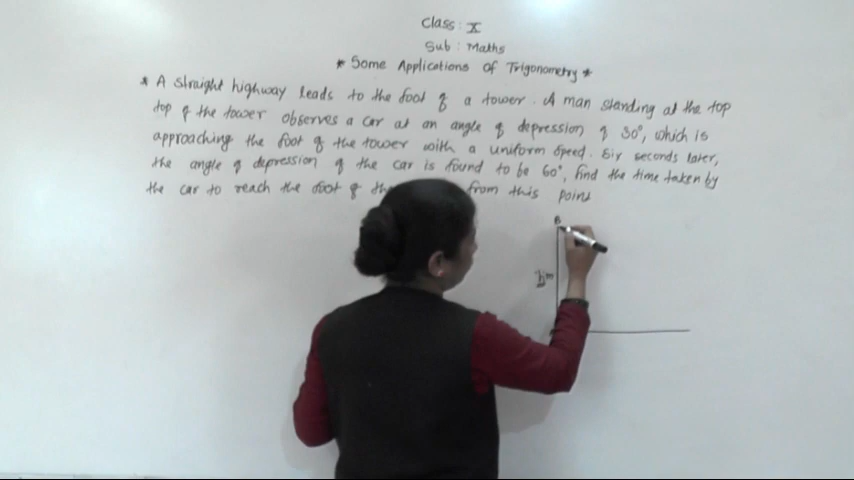 Class : X
Sub : Maths
* Some Applications Of Trigonometry *
* A straight highway leads to the foot of a tower. A man standing at the top
top of the tower observes a car at an angle of depression of 30°, which is
approaching the foot of the tower with a uniform speed. Six seconds later,
the angle of depression of the car is found to be 60°, find the time taken by
the car to reach the foot of the from this point
B
h m